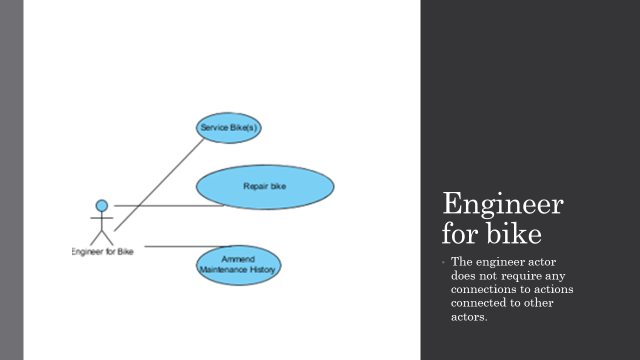 Service Bike(s)
Repair bike
Engineer for Bike
Ammend
Maintenance History
Engineer
for bike
The engineer actor
does not require any
connections to actions
connected to other
actors.